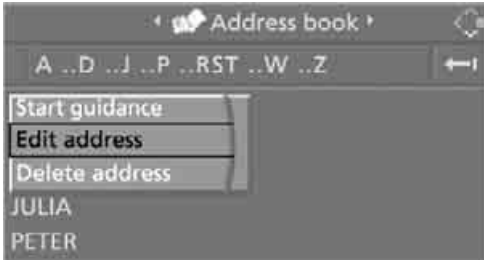 Address book
A ..D ..J ..P ..RST ..W ..Z
Start guidance
Edit address
Delete address
JULIA
PETER